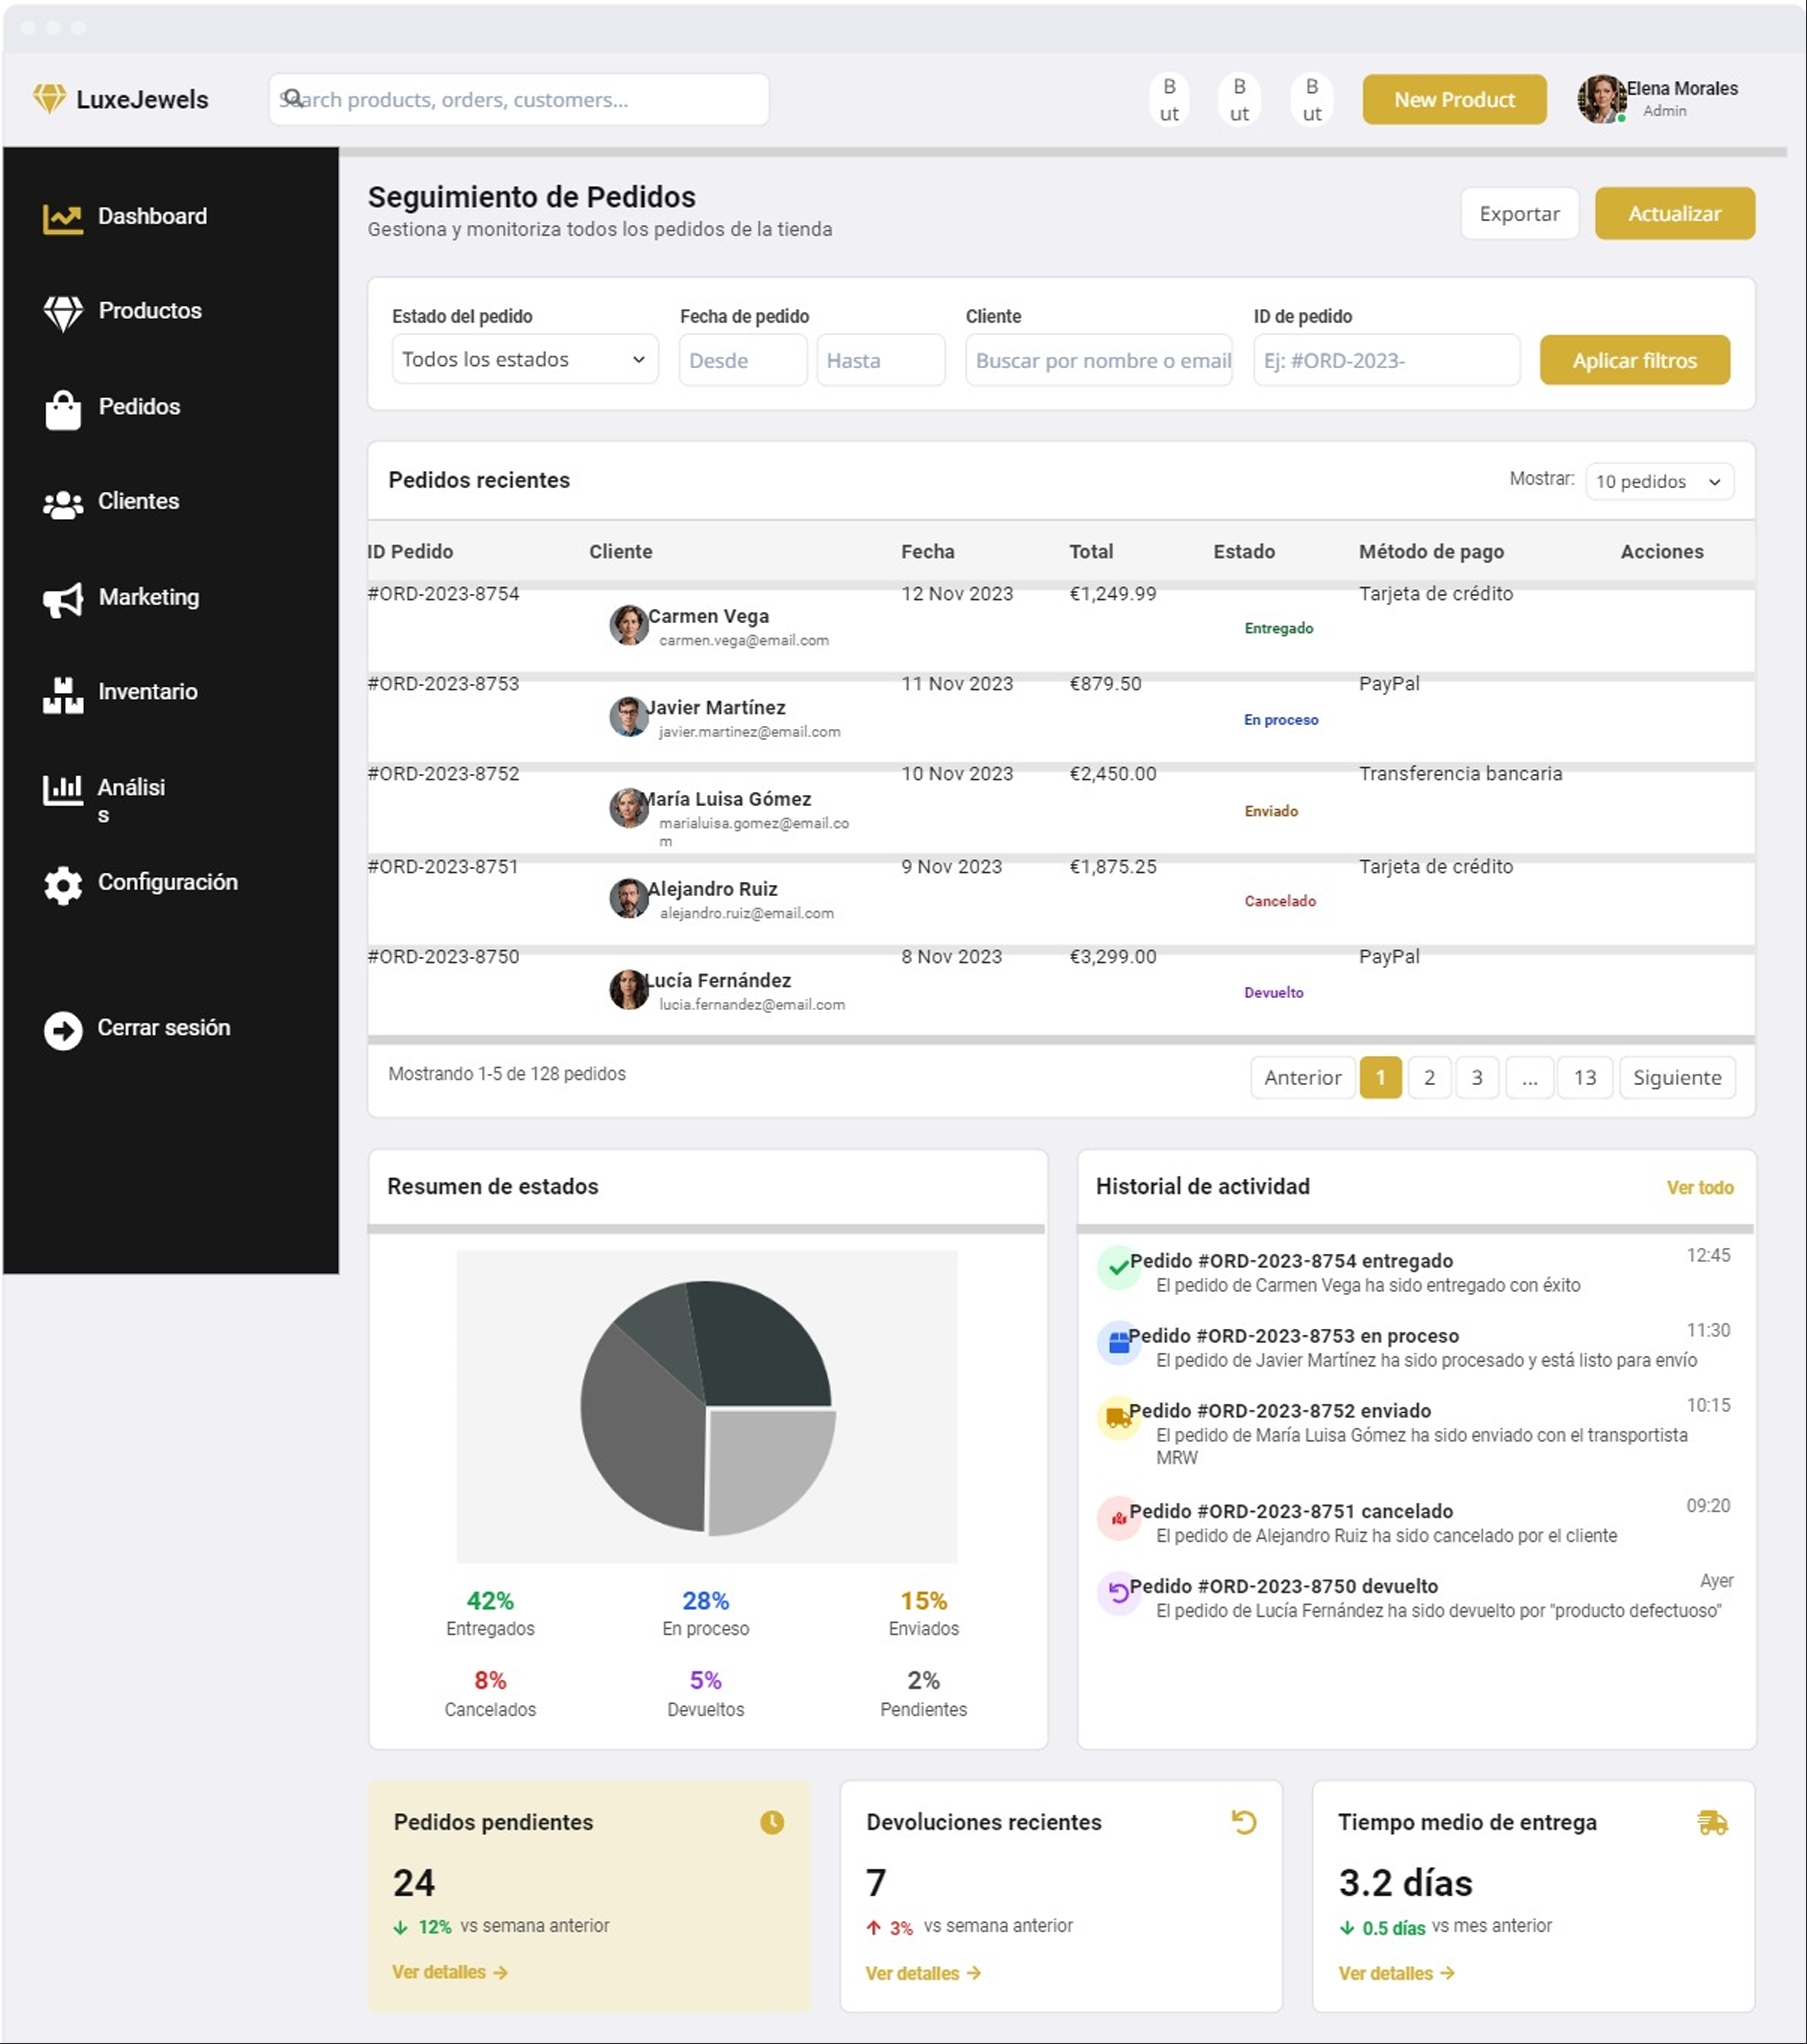 LuxeJewels
Search products, orders, customers...
B
ut
B
ut
B
ut
New Product
Elena Morales
Admin
Dashboard
Productos
Pedidos
Clientes
Marketing
Inventario
Análisi
s
Configuración
Cerrar sesión
Seguimiento de Pedidos
Gestiona y monitoriza todos los pedidos de la tienda
Exportar
Actualizar
Estado del pedido
Fecha de pedido
Cliente
ID de pedido
Todos los estados
Desde
Hasta
Buscar por nombre o email
Ej: #ORD-2023-
Aplicar filtros
Pedidos recientes
Mostrar:
10 pedidos
ID Pedido Cliente Fecha Total Estado Método de pago Acciones
#ORD-2023-8754 12 Nov 2023 €1,249.99 Tarjeta de crédito
Carmen Vega
carmen.vega@email.com
Entregado
#ORD-2023-8753 11 Nov 2023 €879.50 PayPal
Javier Martínez
javier.martinez@email.com
En proceso
#ORD-2023-8752 10 Nov 2023 €2,450.00 Transferencia bancaria
María Luisa Gómez
marialuisa.gomez@email.co
m
Enviado
#ORD-2023-8751 9 Nov 2023 €1,875.25 Tarjeta de crédito
Alejandro Ruiz
alejandro.ruiz@email.com
Cancelado
#ORD-2023-8750 8 Nov 2023 €3,299.00 PayPal
Lucía Fernández
lucia.fernandez@email.com
Devuelto
Mostrando 1-5 de 128 pedidos
Anterior 1 2 3 ... 13 Siguiente
Resumen de estados
42%
Entregados
28%
En proceso
15%
Enviados
8%
Cancelados
5%
Devueltos
2%
Pendientes
Historial de actividad
Ver todo
Pedido #ORD-2023-8754 entregado
12:45
El pedido de Carmen Vega ha sido entregado con éxito
Pedido #ORD-2023-8753 en proceso
11:30
El pedido de Javier Martínez ha sido procesado y está listo para envío
Pedido #ORD-2023-8752 enviado
10:15
El pedido de María Luisa Gómez ha sido enviado con el transportista
MRW
Pedido #ORD-2023-8751 cancelado
09:20
El pedido de Alejandro Ruiz ha sido cancelado por el cliente
Pedido #ORD-2023-8750 devuelto
Ayer
El pedido de Lucía Fernández ha sido devuelto por "producto defectuoso"
Pedidos pendientes
24
12% vs semana anterior
Ver detalles
Devoluciones recientes
7
3% vs semana anterior
Ver detalles
Tiempo medio de entrega
3.2 días
0.5 días vs mes anterior
Ver detalles